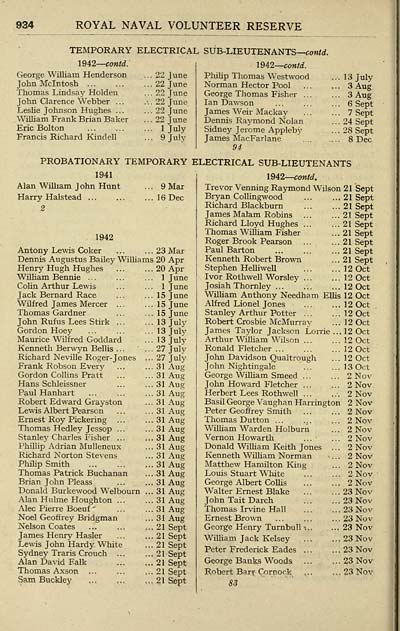 934 ROYAL NAVAL VOLUNTEER RESERVE
TEMPORARY ELECTRICAL SUB-LIEUTENANTS—contd.
1942—contd.
George William Henderson ... 22 June
John McIntosh ... ... ... 22 June
Thomas Lindsay Holden ... 22 June
John Clarence Webber ... ... 22 June
Leslie Johnson Hughes ... ... 22 June
William Frank Brian Baker ... 22 June
Eric Bolton ... ... ... 1 July
Francis Richard Kindell ... 9 July
1942—contd.
Philip Thomas Westwood ... 13 July
Norman Hector Pool ... ... 3 Aug
George Thomas Fisher ... ... 3 Aug
Ian Dawson ... ... ... 6 Sept
James Weir Mackay ... ... 7 Sept
Dennis Raymond Nolan ... 24 Sept
Sidney Jerome Appleby ... 28 Sept
James MacFarlane ... ... 8 Dec
94
PROBATIONARY TEMPORARY ELECTRICAL SUB-LIEUTENANTS
1941
Alan William John Hunt ... 9 Mar
Harry Halstead ... ... ... 16 Dec
2
1942
Antony Lewis Coker ... ... 23 Mar
Dennis Augustus Bailey Williams 20 Apr
Henry Hugh Hughes ... ... 20 Apr
William Bennie ... ... ... 1 June
Colin Arthur Lewis ... ... 1 June
Jack Bernard Race ... ... 15 June
Wilfred James Mercer ... ... 15 June
Thomas Gardner ... ... 15 June
John Rufus Lees Stirk ... ... 13 July
Gordon Hoey ... ... ... 13 July
Maurice Wilfred Goddard ... 13 July
Kenneth Berwyn Bellis ... ... 27 July
Richard Neville Roger-Jones ... 27 July
Frank Robson Every ... ... 31 Aug
Gordon Collins Pratt ... ... 31 Aug
Hans Schleissner ... ... 31 Aug
Paul Hanhart ... ... ... 31 Aug
Robert Edward Grayston ... 31 Aug
Lewis Albert Pearson ... ... 31 Aug
Ernest Roy Pickering ... ... 31 Aug
Thomas Hedley Jessop ... ... 31 Aug
Stanley Charles Fisher ... ... 31 Aug
Phillip Adrian Mulleneux ... 31 Aug
Richard Norton Stevens ... 31 Aug
Philip Smith ... ... ... 31 Aug
Thomas Patrick Buchanan ... 31 Aug
Brian John Pleass ... ... 31 Aug
Donald Burkewood Welbourn ... 31 Aug
Alan Hulme Houghton ... ... 31 Aug
Alec Pierre Boeuf ... ... 31 Aug
Noel Geoffrey Bridgman ... 31 Aug
Nelson Coates ... ... ... 21 Sept
James Henry Hasler ... ... 21 Sept
Lewis John Hardy White ... 21 Sept
Sydney Traris Crouch ... ... 21 Sept
Alan David Falk ... ... 21 Sept
Thomas Axson ... ... ... 21 Sept
Sam Buckley ... ... ... 21 Sept
1942—contd.
Trevor Venning Raymond Wilson 21 Sept
Bryan Collingwood ... ... 21 Sept
Richard Blackburn ... ... 21 Sept
James Malam Robins ... ... 21 Sept
Richard Lloyd Hughes ... ... 21 Sept
Thomas William Fisher ... 21 Sept
Roger Brook Pearson ... ... 21 Sept
Paul Barton ... ... ... 21 Sept
Kenneth Robert Brown ... 21 Sept
Stephen Helliwell ... ... 12 Oct
Ivor Rothwell Worsley ... ... 12 Oct
Josiah Thornley ... ... ... 12 Oct
William Anthony Needham Ellis 12 Oct
Alfred Lionel Jones ... ... 12 Oct
Stanley Arthur Potter ... ... 12 Oct
Robert Crosbie McMurray ... 12 Oct
James Taylor Jackson Lorrie ... 12 Oct
Arthur William Wilson ... ... 12 Oct
Ronald Fletcher ... ... ... 12 Oct
John Davidson Qualtrough ... 12 Oct
John Nightingale ... ... 13 Oct
George William Smeed ... ... 2 Nov
John Howard Fletcher ... ... 2 Nov
Herbert Lees Rothwell ... ... 2 Nov
Basil George Vaughan Harrington 2 Nov
Peter Geoffrey Smith ... ... 2 Nov
Thomas Dutton ... ... ... 2 Nov
William Warden Holburn ... 2 Nov
Vernon Howarth ... ... 2 Nov
Donald William Keith Jones ... 2 Nov
Kenneth William Norman ... 2 Nov
Matthew Hamilton King ... 2 Nov
Louis Stuart White ... ... 2 Nov
George Albert Collis ... ... 2 Nov
Walter Ernest Blake ... ... 23 Nov
John Tait Darch ... ... 23 Nov
Thomas Irvine Hall ... ... 23 Nov
Ernest Brown ... ... ... 23 Nov
George Henry Turnbull ... ... 23 Nov
William Jack Kelsey ... ... 23 Nov
Peter Frederick Eades ... ... 23 Nov
George Banks Woods ... ... 23 Nov
Robert Barr Cornock ... ... 23 Nov
83